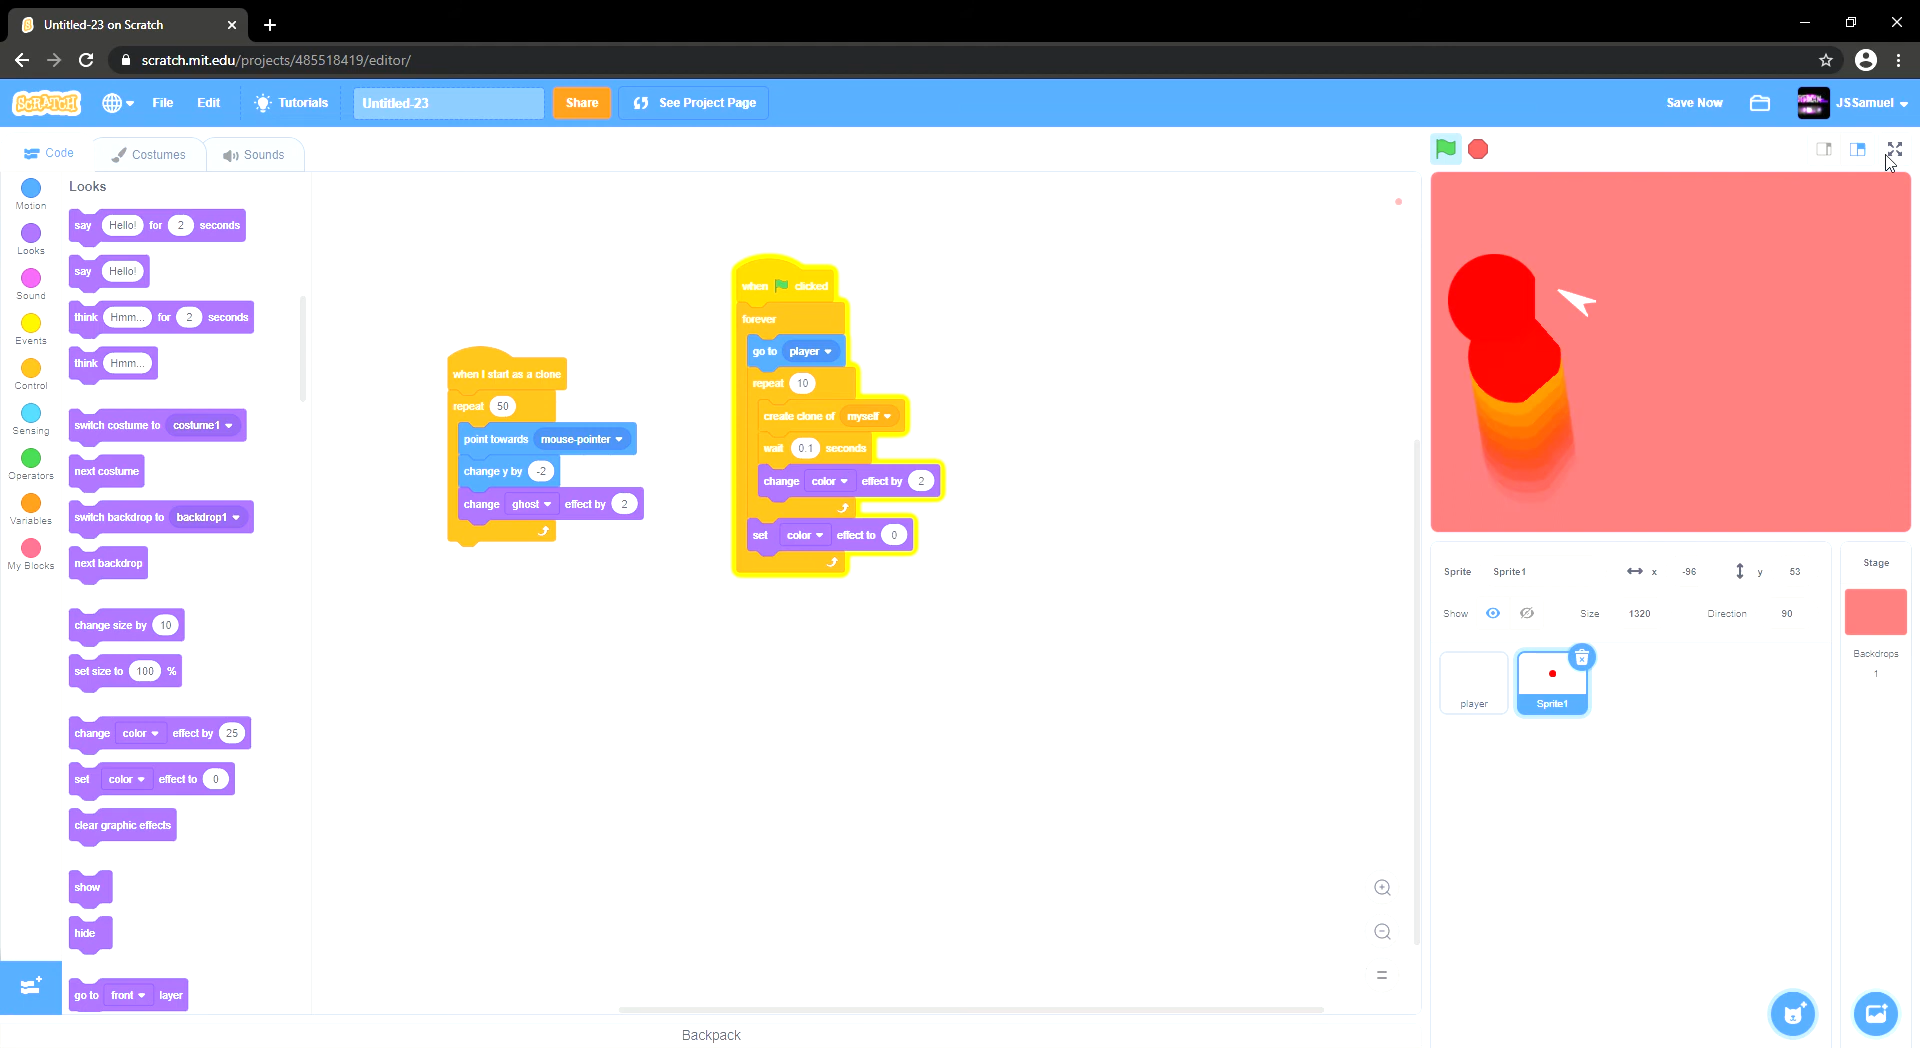 Untitled-23 on Scratch
scratch.mit.edu/projects/485518419/editor/
SCRATCH
File
Edit
Tutorials
Untitled-23
Share
See Project Page
Save Now
JSSamuel
Code
Costumes
Sounds
Motion
Looks
Sound
Events
Control
Sensing
Operators
Variables
My Blocks
Looks
say Hello! for 2 seconds
say Hello!
think Hmm... for 2 seconds
think Hmm...
switch costume to costume1
next costume
switch backdrop to backdrop1
next backdrop
change size by 10
set size to 100 %
change color effect by 25
set color effect to 0
clear graphic effects
show
hide
go to front layer
when I start as a clone
repeat 50
point towards mouse-pointer
change y by -2
change ghost effect by 2
when clicked
forever
go to player
repeat 10
create clone of myself
wait 0.1 seconds
change color effect by 2
set color effect to 0
Sprite Sprite1 x -96 y 53
Show Size 1320 Direction 90
player
Sprite1
Stage
Backdrops
1
Backpack